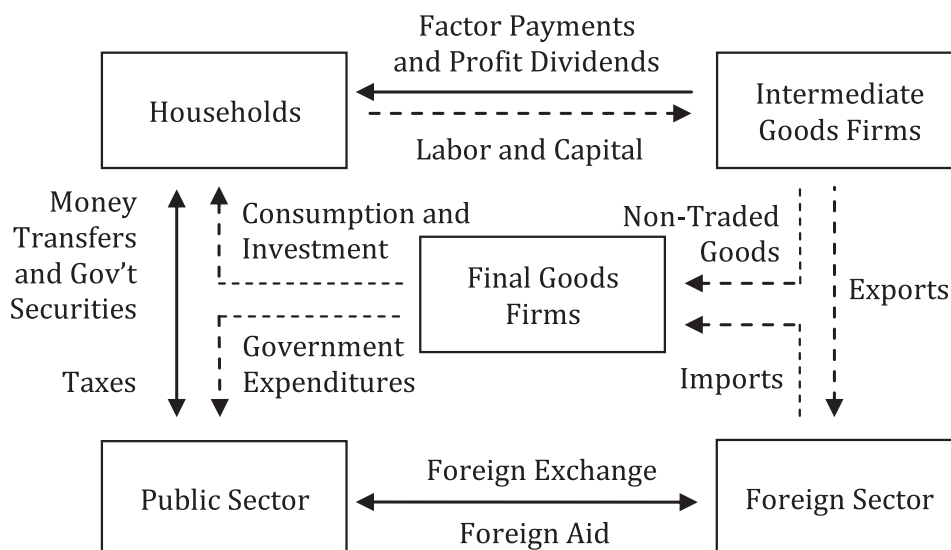 Factor Payments
and Profit Dividends
Households
Intermediate
Goods Firms
Labor and Capital
Money
Transfers
and Gov't
Securities
Taxes
Consumption and
Investment
Non-Traded
Goods
Final Goods
Firms
Exports
Government
Expenditures
Imports
Public Sector
Foreign Exchange
Foreign Aid
Foreign Sector